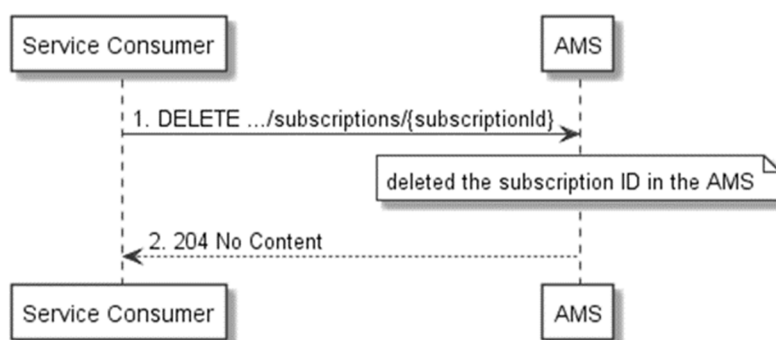 Service Consumer
AMS
1. DELETE .../subscriptions/{subscriptionId}
deleted the subscription ID in the AMS
2. 204 No Content
Service Consumer
AMS